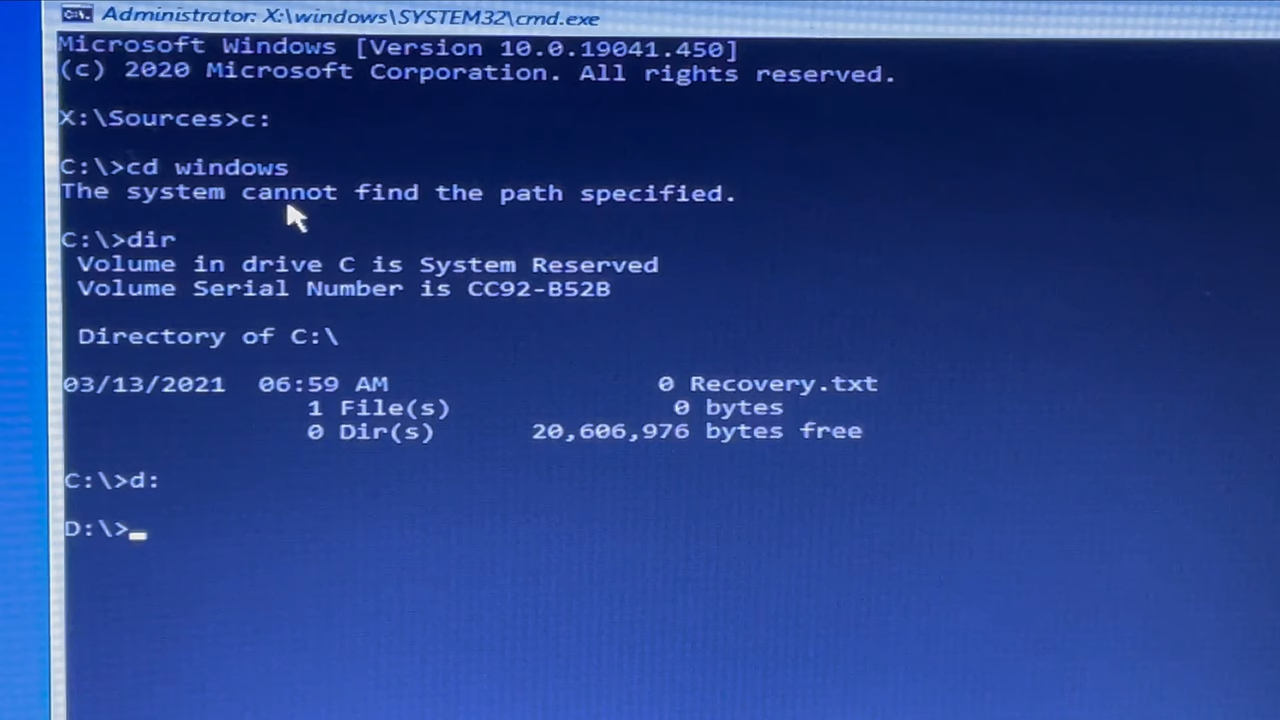 Administrator: X:\windows\SYSTEM32\cmd.exe
Microsoft Windows [Version 10.0.19041.450]
(c) 2020 Microsoft Corporation. All rights reserved.
X:\Sources>c:
C:\>cd windows
The system cannot find the path specified.
C:\>dir
Volume in drive C is System Reserved
Volume Serial Number is CC92-B52B
Directory of C:\
03/13/2021 06:59 AM 0 Recovery.txt
1 File(s) 0 bytes
0 Dir(s) 20,606,976 bytes free
C:\>d:
D:\>_